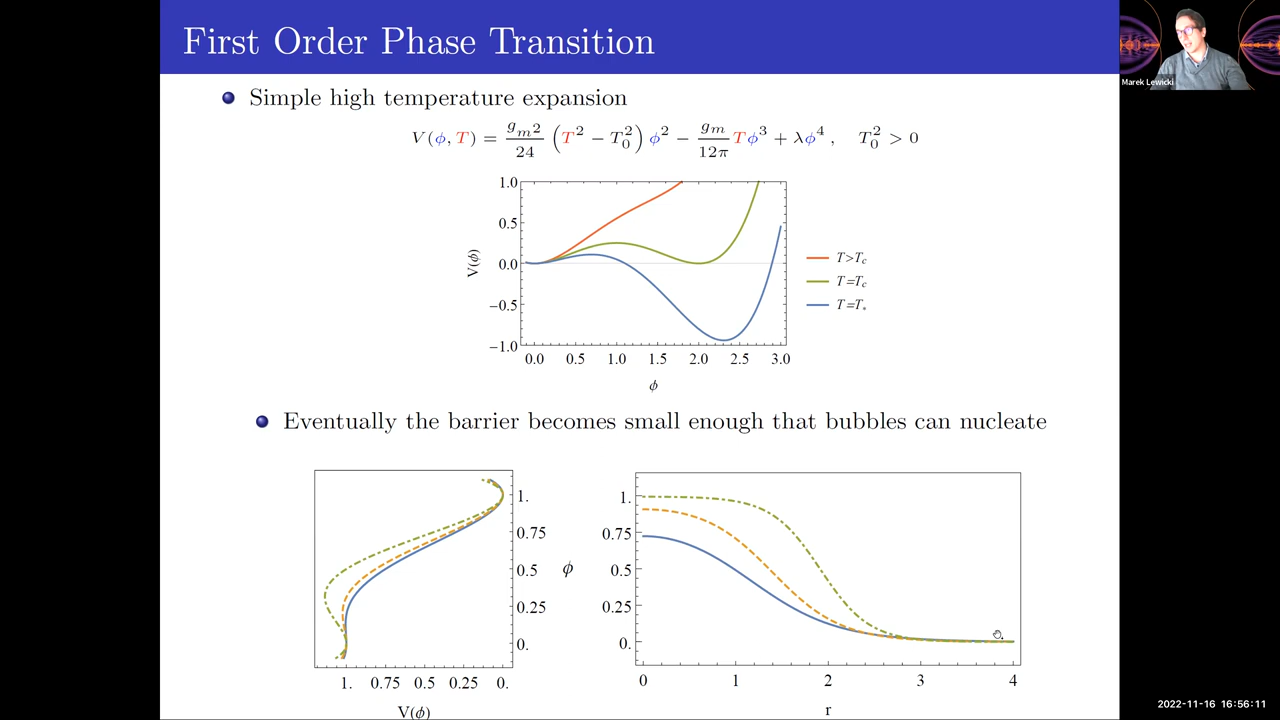 First Order Phase Transition
Marek Lewicki
Simple high temperature expansion
V(ϕ, T) = g_m2/24 (T² − T₀²) ϕ² − g_m/12π Tϕ³ + λϕ⁴ , T₀² > 0
1.0
0.5
0.0
−0.5
−1.0
V(ϕ)
0.0 0.5 1.0 1.5 2.0 2.5 3.0
ϕ
T>T_c
T=T_c
T=T_*
Eventually the barrier becomes small enough that bubbles can nucleate
1.
0.75
0.5
0.25
0.
1. 0.75 0.5 0.25 0.
V(ϕ)
ϕ
1.
0.75
0.5
0.25
0.
0 1 2 3 4
r
2022-11-16 16:56:11